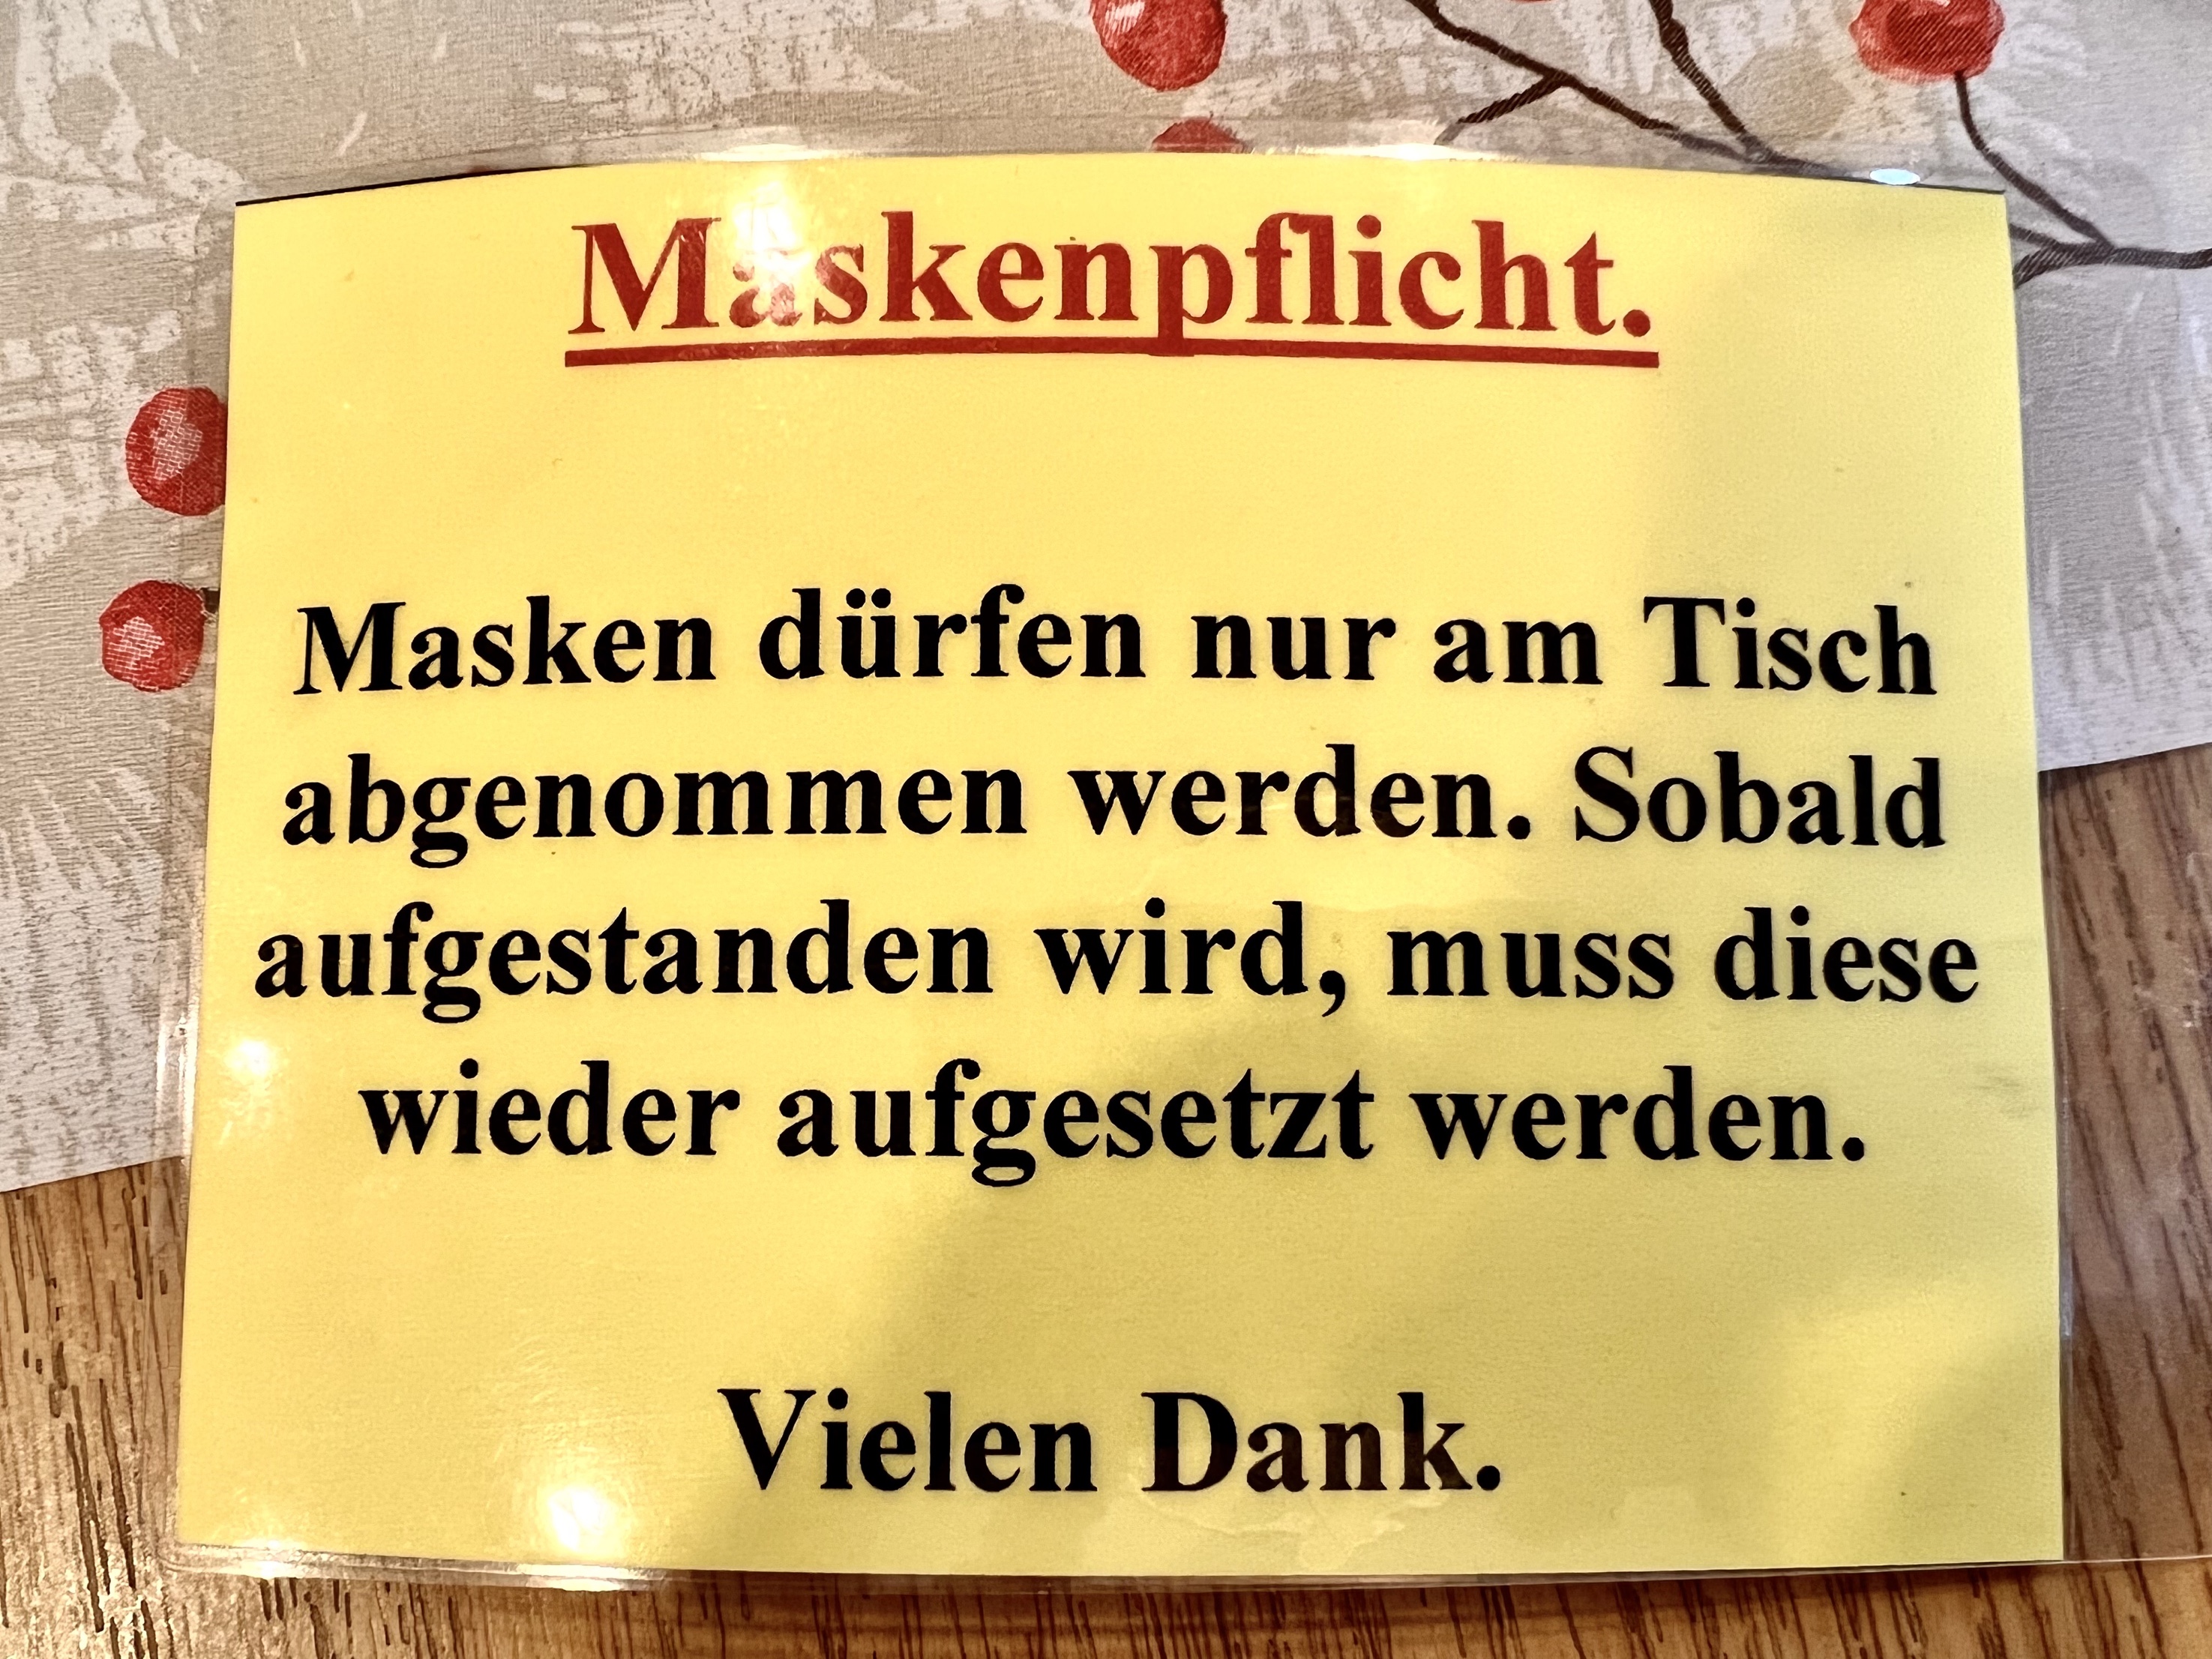 Maskenpflicht.
Masken dürfen nur am Tisch
abgenommen werden. Sobald
aufgestanden wird, muss diese
wieder aufgesetzt werden.
Vielen Dank.